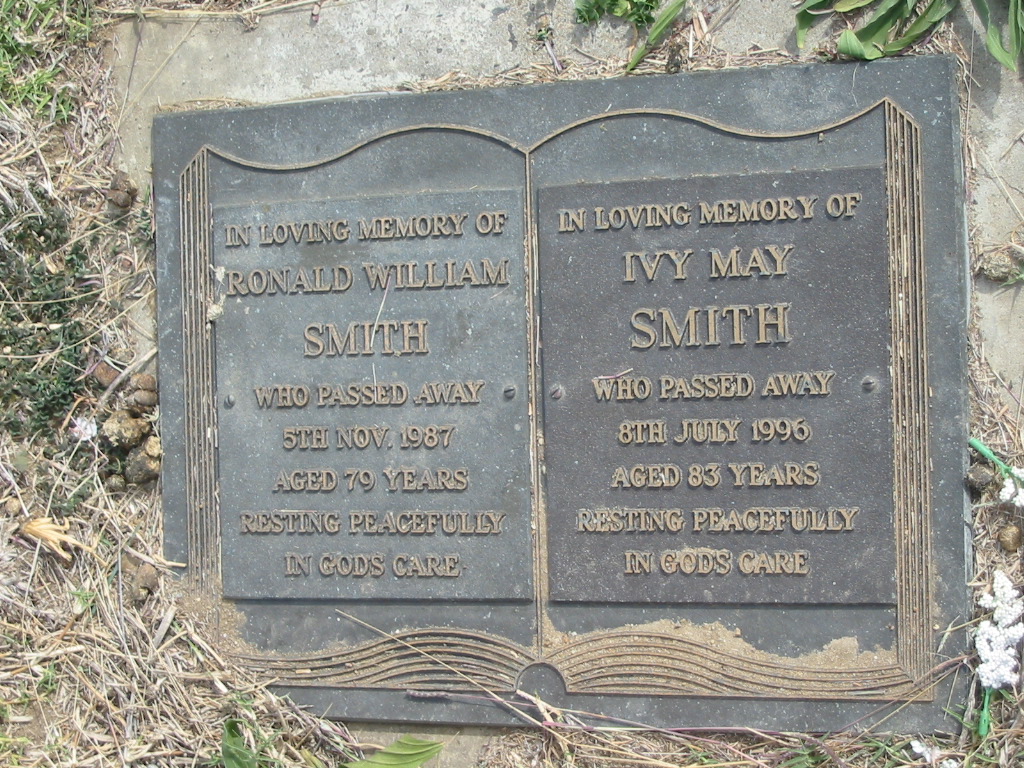 IN LOVING MEMORY OF
RONALD WILLIAM
SMITH
WHO PASSED AWAY
5TH NOV. 1987
AGED 79 YEARS
RESTING PEACEFULLY
IN GOD'S CARE
IN LOVING MEMORY OF
IVY MAY
SMITH
WHO PASSED AWAY
8TH JULY 1996
AGED 83 YEARS
RESTING PEACEFULLY
IN GOD'S CARE